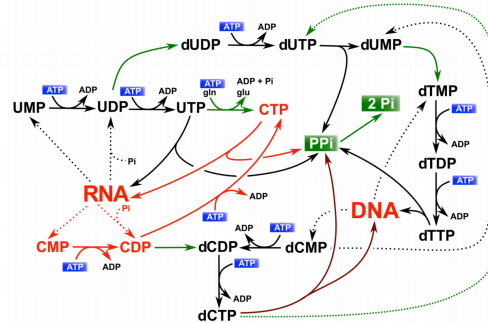 ATP ADP
dUDP dUTP dUMP
ATP ADP ATP ADP ATP ADP + Pi
gln glu
dTMP
2 Pi
UMP UDP UTP CTP
ATP
PPi
ADP
Pi
dTDP
RNA
ATP
ADP
Pi
ADP
DNA
ATP
dTTP
CMP CDP dCDP ADP ATP dCMP
ATP ADP
ATP
ADP
dCTP